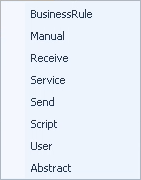 BusinessRule
Manual
Receive
Service
Send
Script
User
Abstract